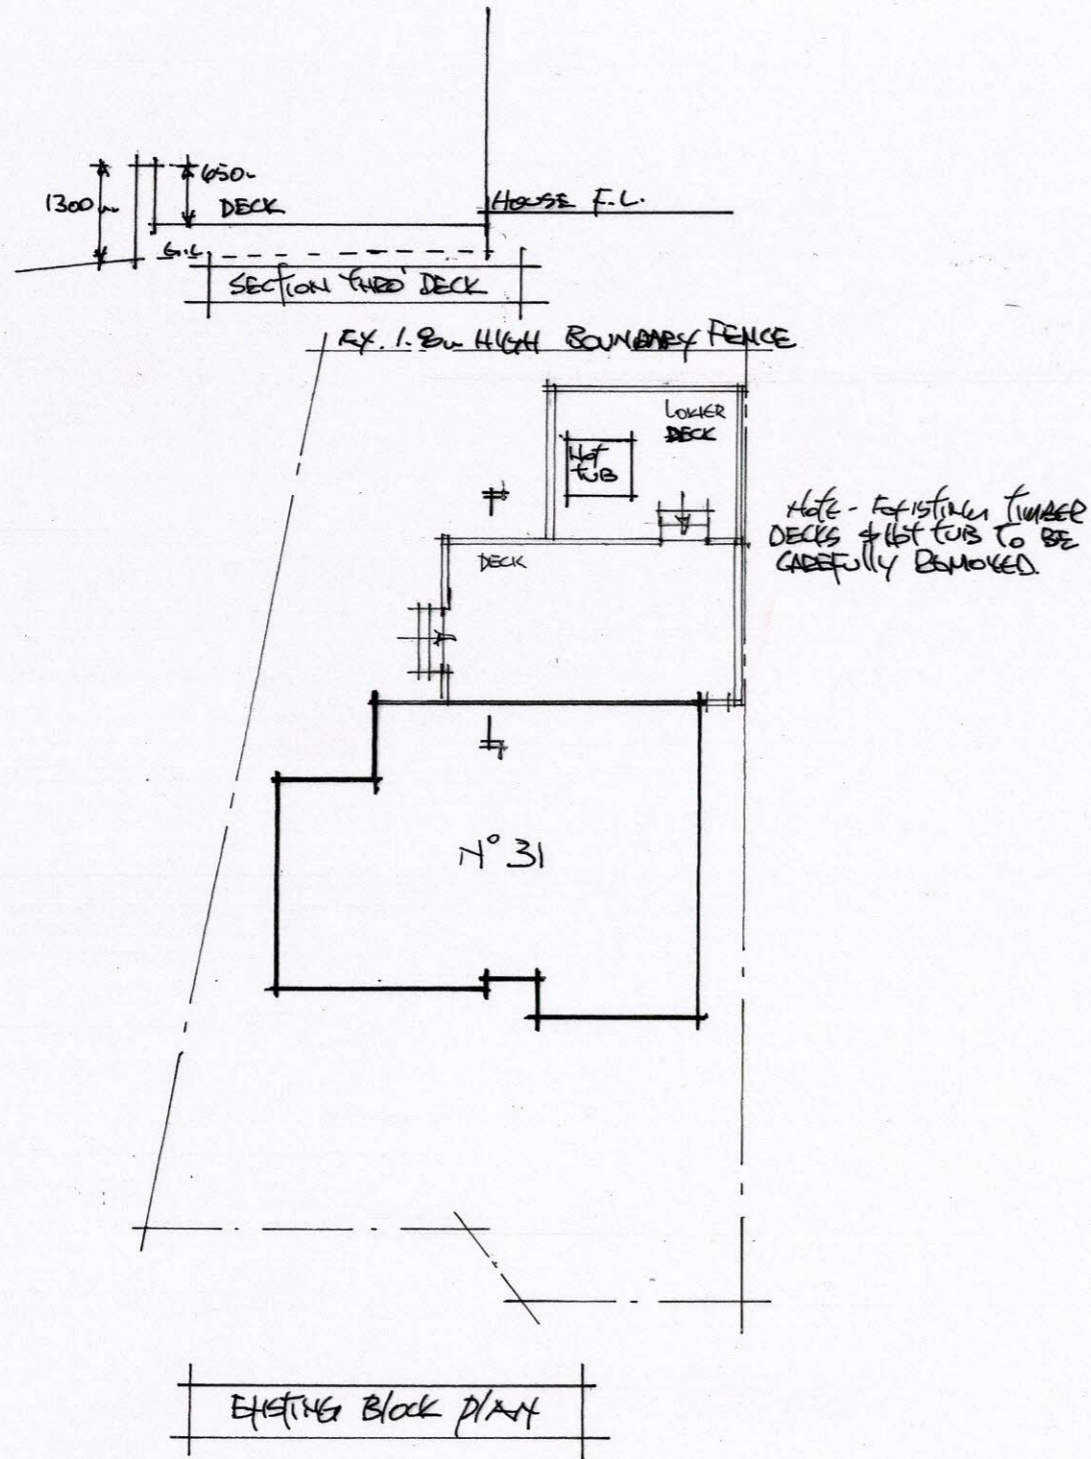 650
1300
DECK
HOUSE F.L.
G.L.
SECTION THRO' DECK
EX. 1.8m HIGH BOUNDARY FENCE
LOWER
DECK
HOT
TUB
DECK
NOTE - EXISTING TIMBER
DECKS & HOT TUB TO BE
CAREFULLY REMOVED.
N° 31
EXISTING BLOCK PLAN